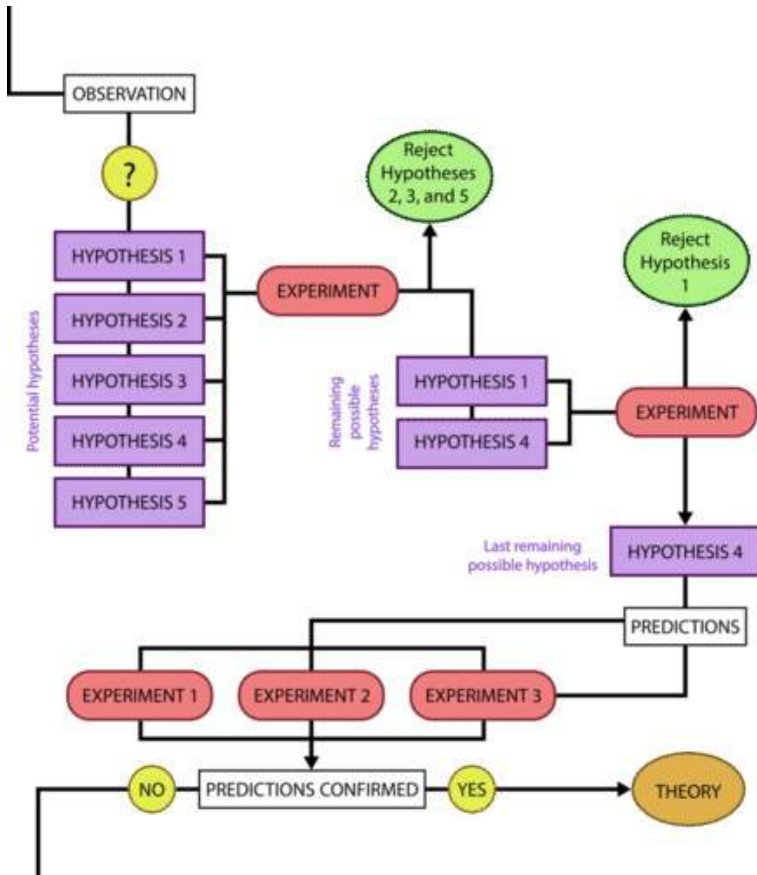 OBSERVATION
?
Potential hypotheses
HYPOTHESIS 1
HYPOTHESIS 2
HYPOTHESIS 3
HYPOTHESIS 4
HYPOTHESIS 5
EXPERIMENT
Reject
Hypotheses
2, 3, and 5
Remaining
possible
hypotheses
HYPOTHESIS 1
HYPOTHESIS 4
EXPERIMENT
Reject
Hypothesis
1
Last remaining
possible hypothesis
HYPOTHESIS 4
PREDICTIONS
EXPERIMENT 1
EXPERIMENT 2
EXPERIMENT 3
NO
PREDICTIONS CONFIRMED
YES
THEORY